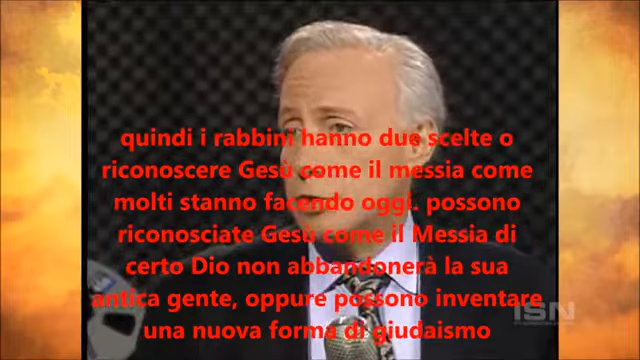 quindi i rabbini hanno due scelte o
riconoscere Gesù come il messia come
molti stanno facendo oggi. possono
riconosciate Gesù come il Messia di
certo Dio non abbandonerà la sua
antica gente, oppure possono inventare
una nuova forma di giudaismo
ISN